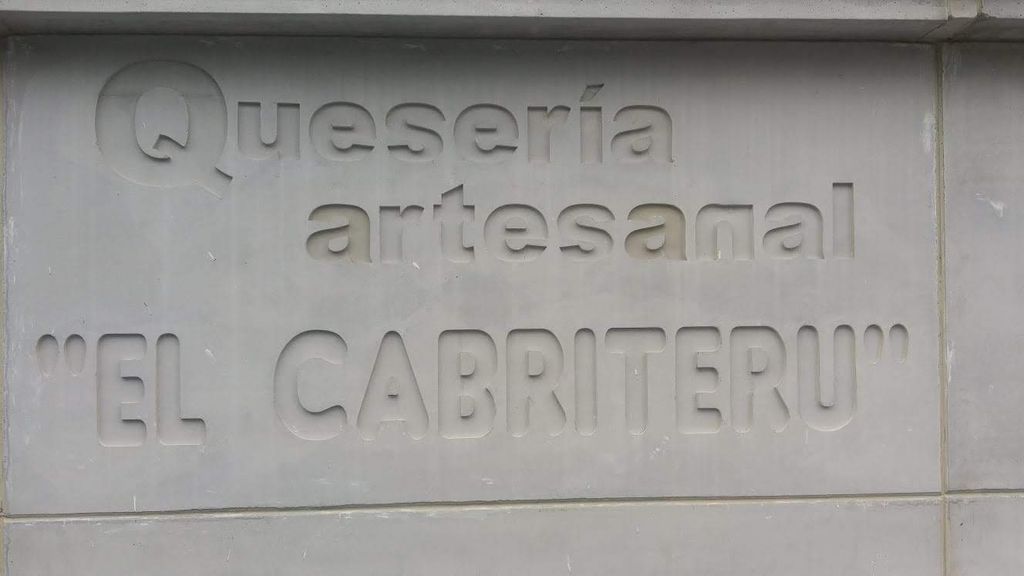 Quesería
artesanal
"EL CABRITERU"